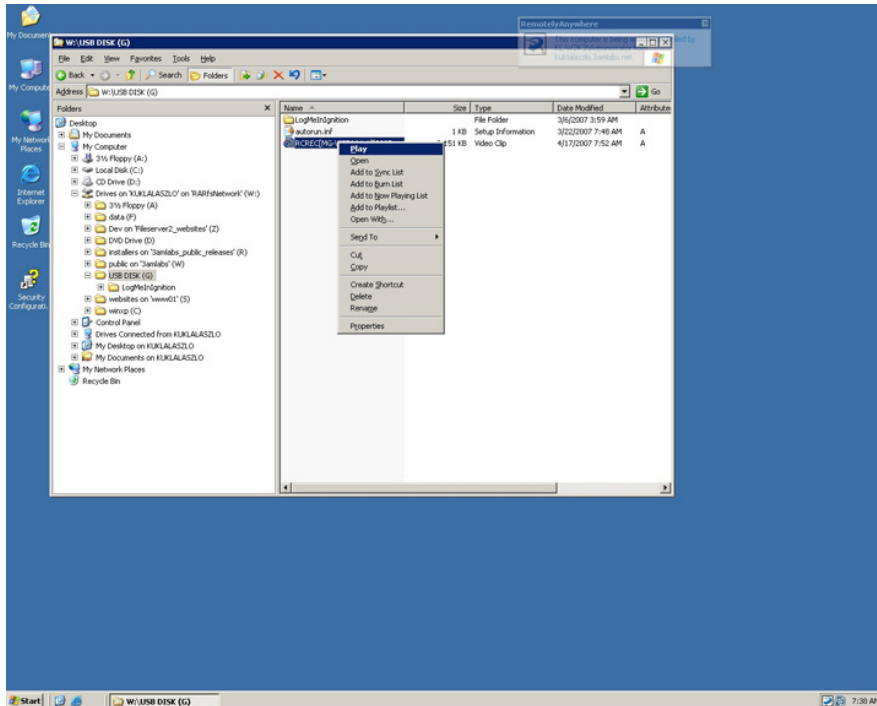 My Documen
My Compute
My Network
Places
Internet
Explorer
Recycle Bin
Security
Configurati.
RemotelyAnywhere
This computer is being
W:\USB DISK (G)
File Edit View Favorites Tools Help
Back Search Folders
Address W:\USB DISK (G) Go
Folders
Desktop
My Documents
My Computer
3½ Floppy (A:)
Local Disk (C:)
CD Drive (D:)
Drives on 'KUKLALASZLO' on 'RARfsNetwork' (W:)
3½ Floppy (A)
data (F)
Dev on 'Fileserver2_websites' (Z)
DVD Drive (D)
installers on '3amlabs_public_releases' (R)
public on '3amlabs' (W)
USB DISK (G)
LogMeInIgnition
websites on 'www01' (S)
winxp (C)
Control Panel
Drives Connected from KUKLALASZLO
My Desktop on KUKLALASZLO
My Documents on KUKLALASZLO
My Network Places
Recycle Bin
Name Size Type Date Modified Attribute
LogMeInIgnition File Folder 3/6/2007 3:59 AM
autorun.inf 1 KB Setup Information 3/22/2007 7:48 AM A
151 KB Video Clip 4/17/2007 7:52 AM A
Play
Open
Add to Sync List
Add to Burn List
Add to Now Playing List
Add to Playlist...
Open With...
Send To
Cut
Copy
Create Shortcut
Delete
Rename
Properties
Start W:\USB DISK (G) 7:38 AM